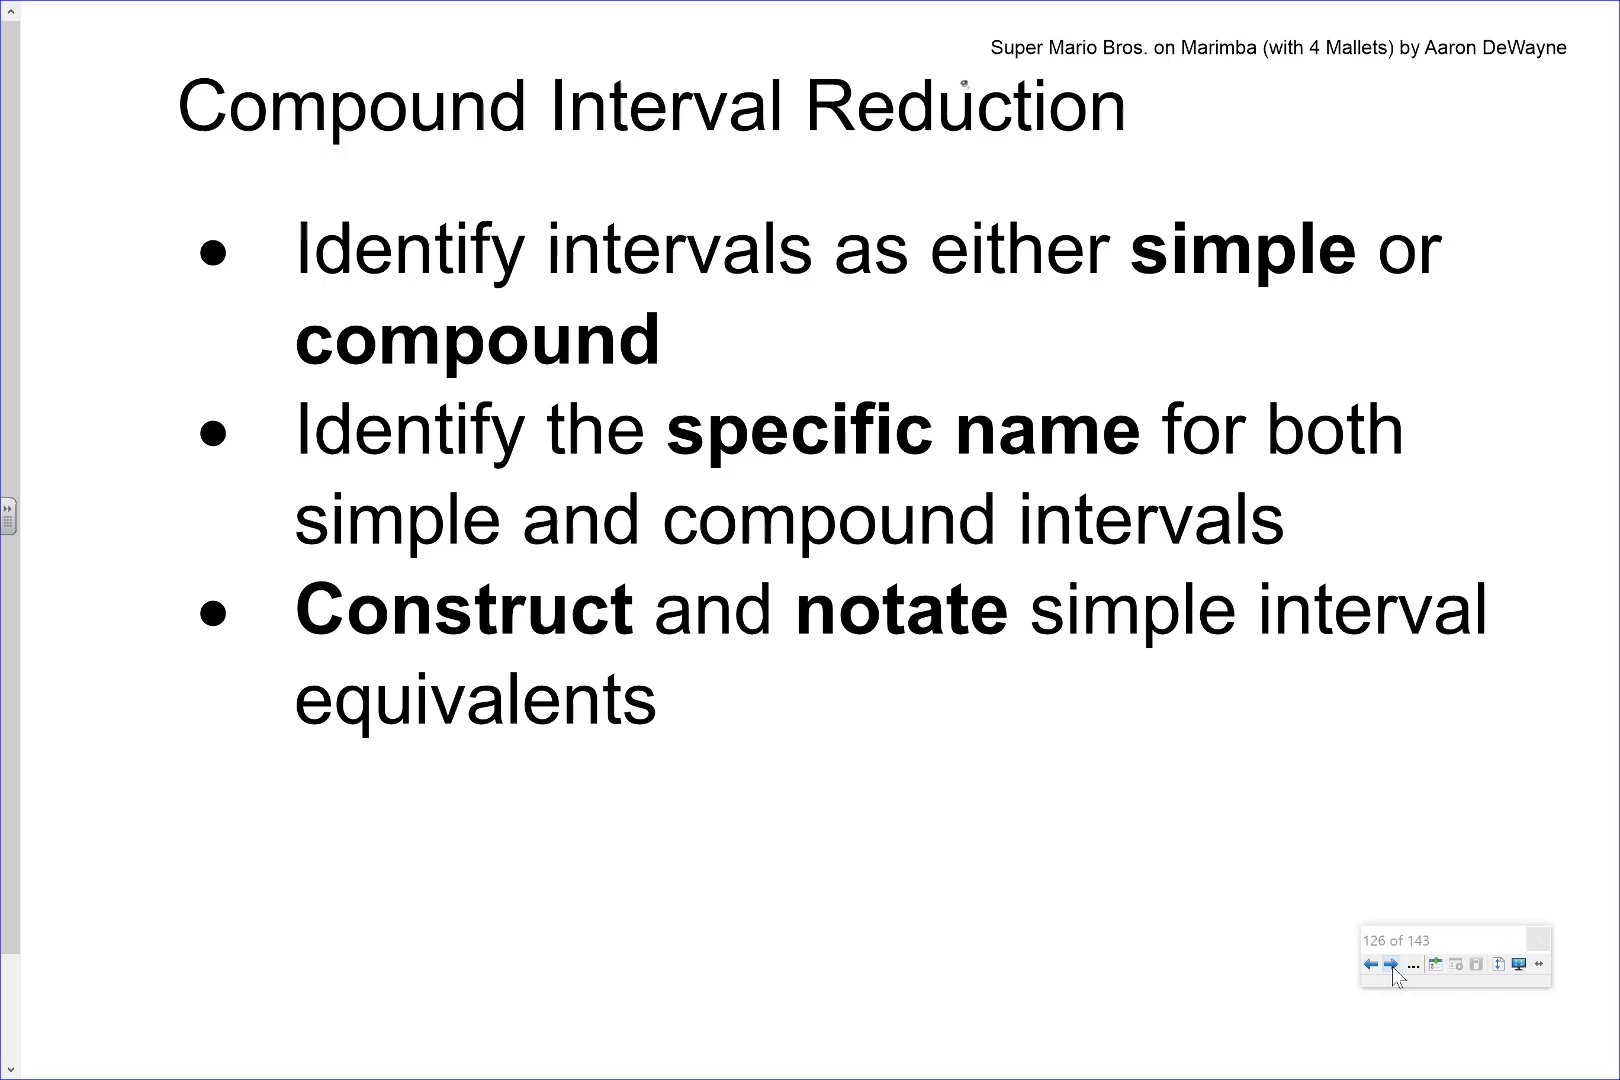 Super Mario Bros. on Marimba (with 4 Mallets) by Aaron DeWayne
Compound Interval Reduction
● Identify intervals as either simple or
compound
● Identify the specific name for both
simple and compound intervals
● Construct and notate simple interval
equivalents
126 of 143